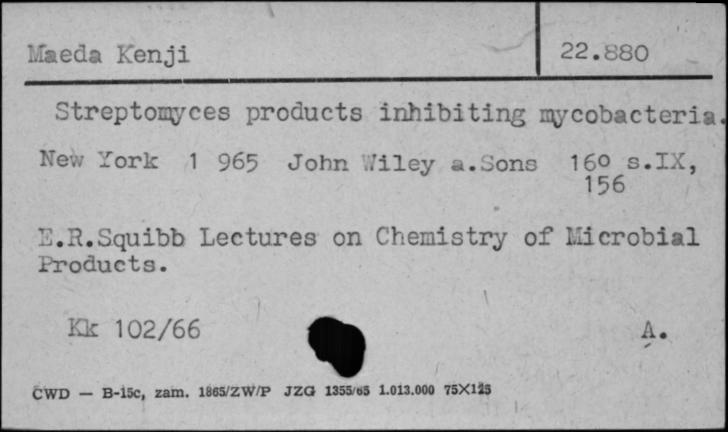 Maeda Kenji
22.880
Streptomyces products inhibiting mycobacteria.
New York 1 965 John Wiley a.Sons 160 s.IX,
156
E.R.Squibb Lectures on Chemistry of Microbial
Products.
Kk 102/66
A.
CWD — B-15c, zam. 1865/ZW/P JZG 1355/65 1.013.000 75X125